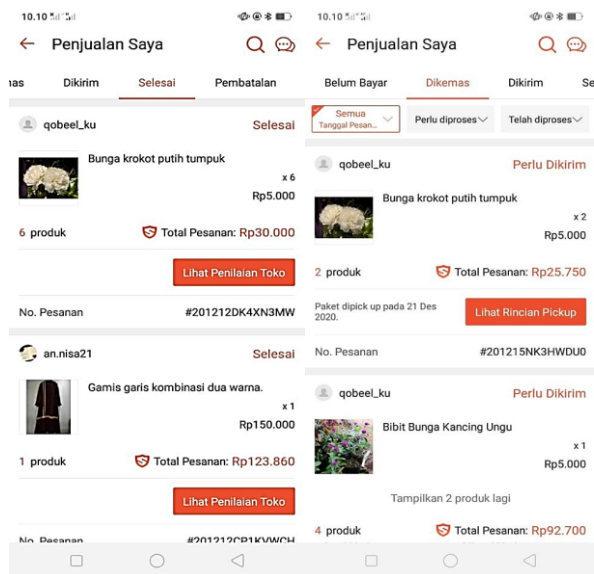 10.10
Penjualan Saya
nas Dikirim Selesai Pembatalan
qobeel_ku Selesai
Bunga krokot putih tumpuk
x 6
Rp5.000
6 produk Total Pesanan: Rp30.000
Lihat Penilaian Toko
No. Pesanan #201212DK4XN3MW
an.nisa21 Selesai
Gamis garis kombinasi dua warna.
x 1
Rp150.000
1 produk Total Pesanan: Rp123.860
Lihat Penilaian Toko
No. Pesanan #201212CP1KVWCH
10.10
Penjualan Saya
Belum Bayar Dikemas Dikirim Se
Semua
Tanggal Pesan... Perlu diproses Telah diproses
qobeel_ku Perlu Dikirim
Bunga krokot putih tumpuk
x 2
Rp5.000
2 produk Total Pesanan: Rp25.750
Paket dipick up pada 21 Des
2020.
Lihat Rincian Pickup
No. Pesanan #201215NK3HWDU0
qobeel_ku Perlu Dikirim
Bibit Bunga Kancing Ungu
x 1
Rp5.000
Tampilkan 2 produk lagi
4 produk Total Pesanan: Rp92.700